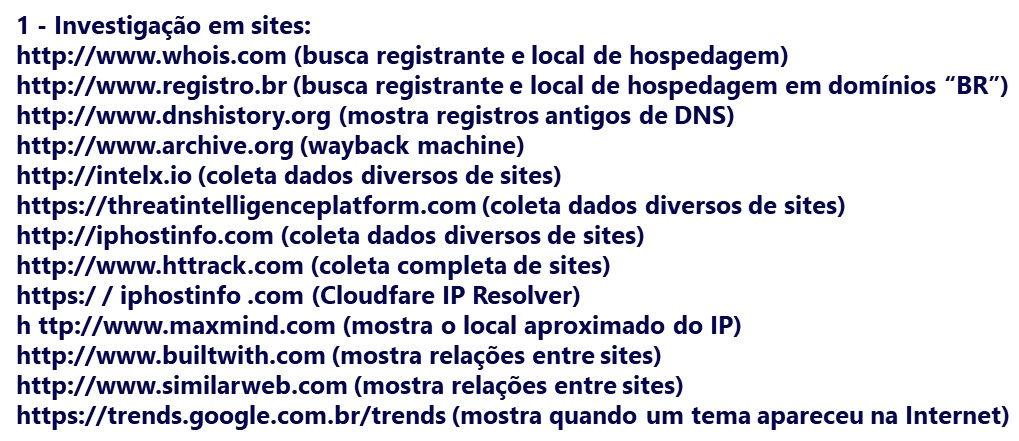 1 - Investigação em sites:
http://www.whois.com (busca registrante e local de hospedagem)
http://www.registro.br (busca registrante e local de hospedagem em domínios “BR”)
http://www.dnshistory.org (mostra registros antigos de DNS)
http://www.archive.org (wayback machine)
http://intelx.io (coleta dados diversos de sites)
https://threatintelligenceplatform.com (coleta dados diversos de sites)
http://iphostinfo.com (coleta dados diversos de sites)
http://www.httrack.com (coleta completa de sites)
https:/ / iphostinfo .com (Cloudfare IP Resolver)
h ttp://www.maxmind.com (mostra o local aproximado do IP)
http://www.builtwith.com (mostra relações entre sites)
http://www.similarweb.com (mostra relações entre sites)
https://trends.google.com.br/trends (mostra quando um tema apareceu na Internet)